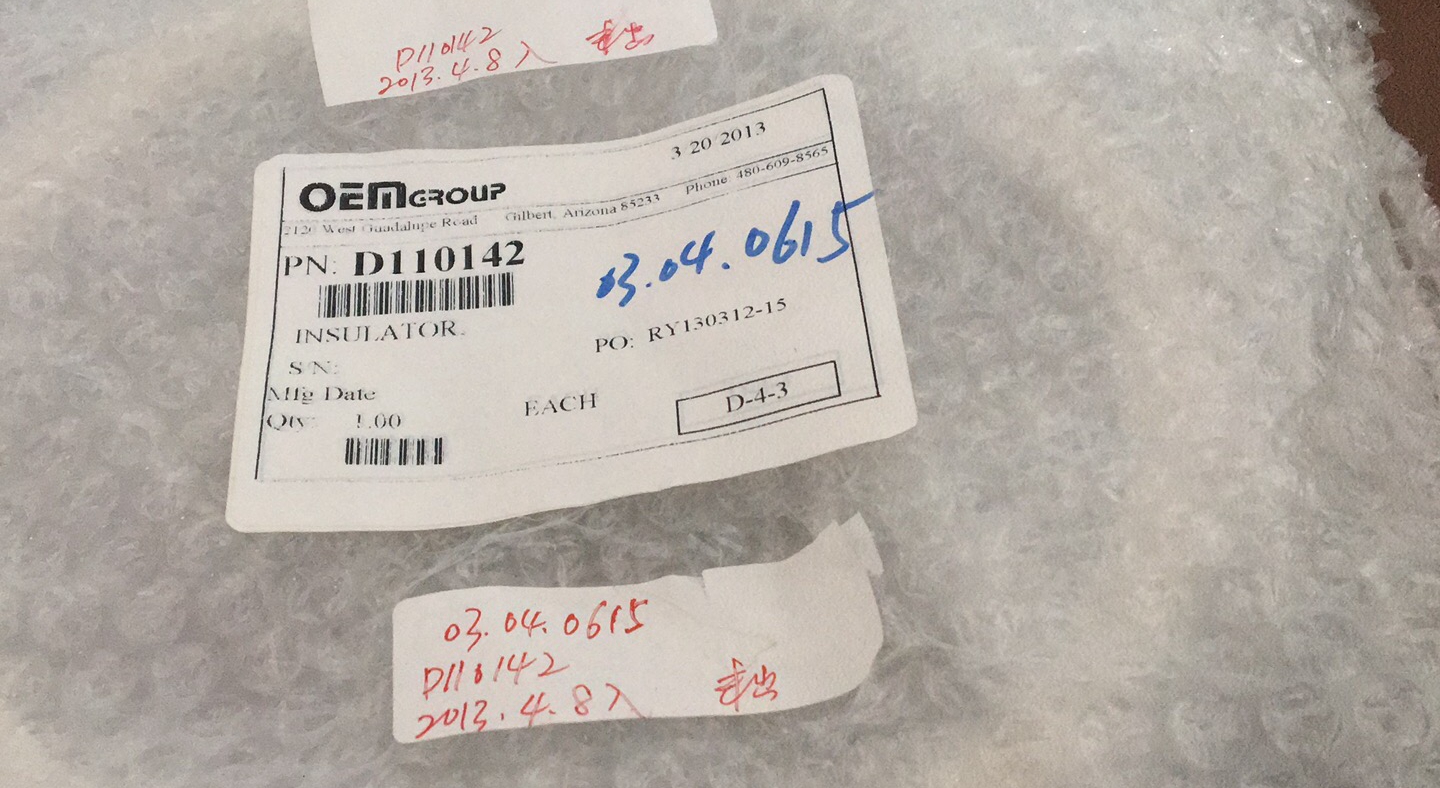 D110142
2013.4.8入
3 20 2013
OEMGROUP
2120 West Guadalupe Road Gilbert, Arizona 85233 Phone: 480-609-8565
PN: D110142
03.04.0615
INSULATOR.
PO: RY130312-15
S/N:
Mfg Date
EACH
D-4-3
Qty: 1.00
03.04.0615
D110142
2013.4.8入